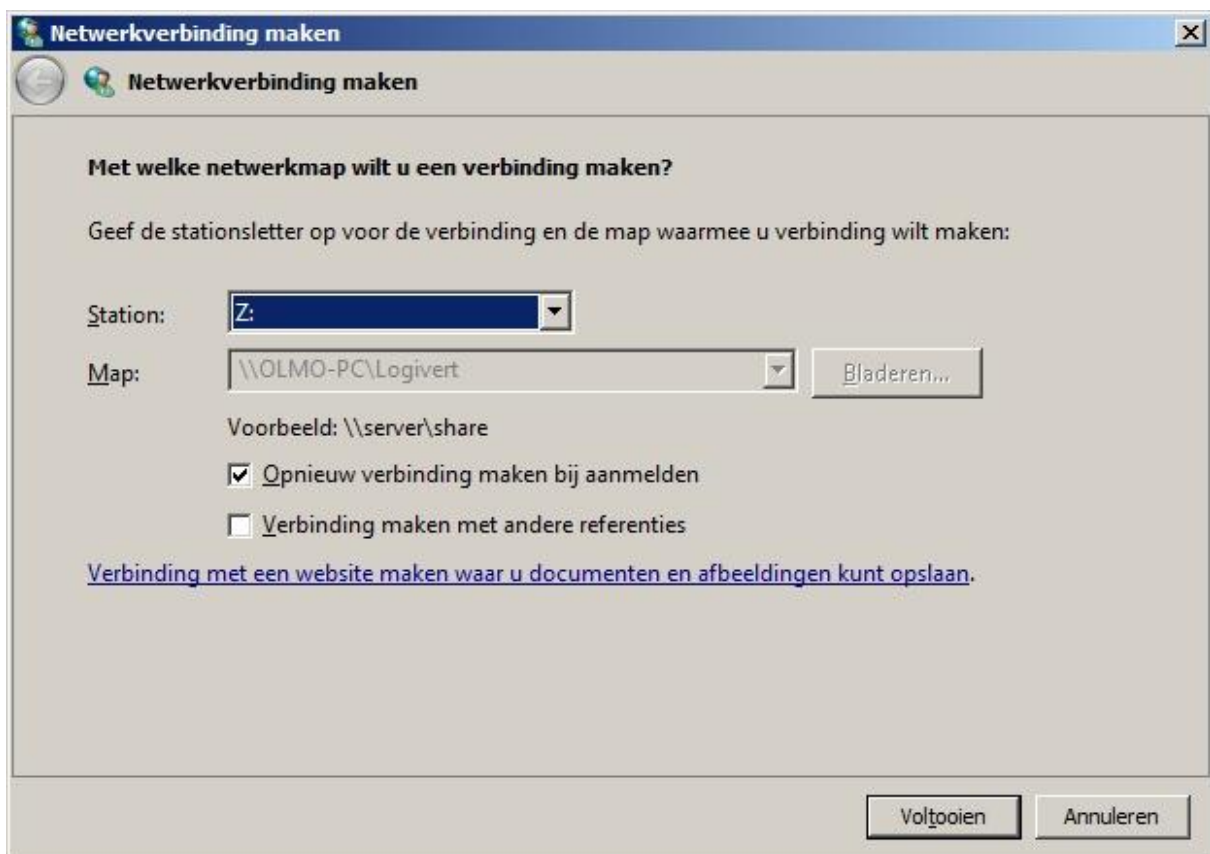 Netwerkverbinding maken
Netwerkverbinding maken
Met welke netwerkmap wilt u een verbinding maken?
Geef de stationsletter op voor de verbinding en de map waarmee u verbinding wilt maken:
Station: Z:
Map: \\OLMO-PC\Logivert Bladeren...
Voorbeeld: \\server\share
Opnieuw verbinding maken bij aanmelden
Verbinding maken met andere referenties
Verbinding met een website maken waar u documenten en afbeeldingen kunt opslaan.
Voltooien Annuleren